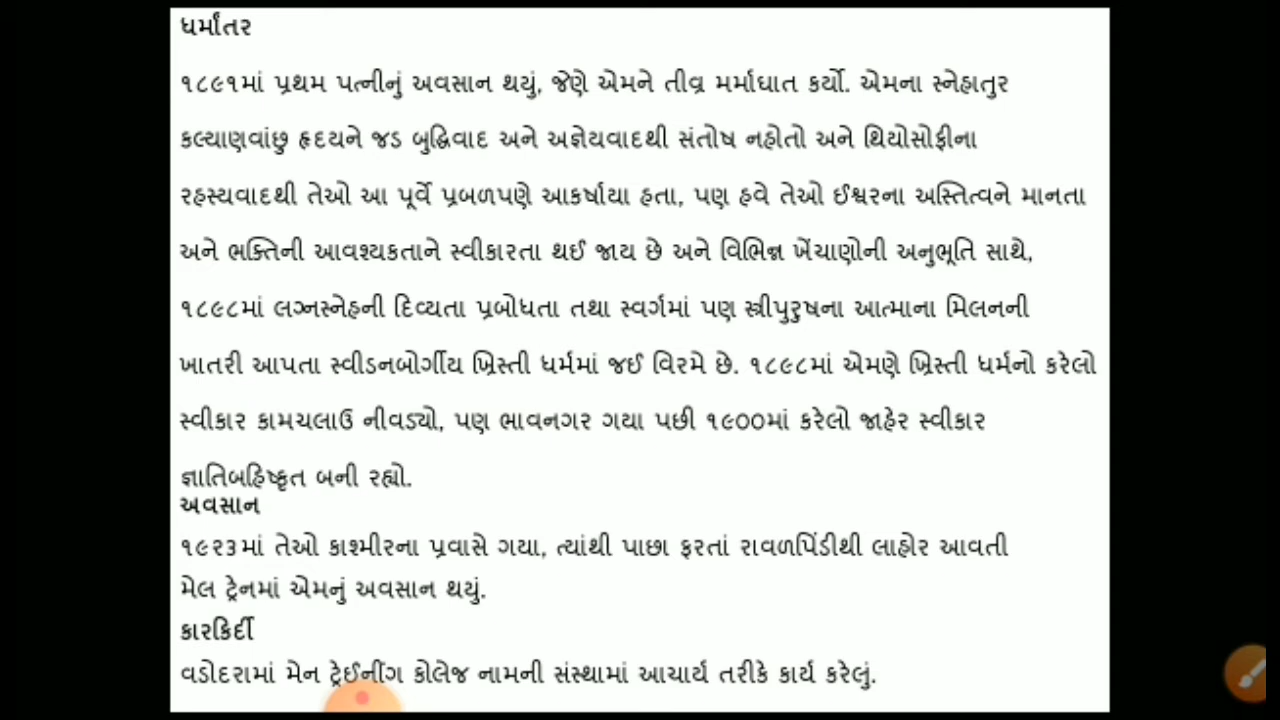 ધર્માંતર
૧૮૯૧માં પ્રથમ પત્નીનું અવસાન થયું, જેણે એમને તીવ્ર મર્માઘાત કર્યો. એમના સ્નેહાતુર
કલ્યાણવાંછુ હૃદયને જડ બુદ્ધિવાદ અને અજ્ઞેયવાદથી સંતોષ નહોતો અને થિયોસોફીના
રહસ્યવાદથી તેઓ આ પૂર્વે પ્રબળપણે આકર્ષાયા હતા, પણ હવે તેઓ ઈશ્વરના અસ્તિત્વને માનતા
અને ભક્તિની આવશ્યકતાને સ્વીકારતા થઈ જાય છે અને વિભિન્ન ખેંચાણોની અનુભૂતિ સાથે,
૧૮૯૮માં લગ્નસ્નેહની દિવ્યતા પ્રબોધતા તથા સ્વર્ગમાં પણ સ્ત્રીપુરુષના આત્માના મિલનની
ખાતરી આપતા સ્વીડનબોર્ગીય ખ્રિસ્તી ધર્મમાં જઈ વિરમે છે. ૧૮૯૮માં એમણે ખ્રિસ્તી ધર્મનો કરેલો
સ્વીકાર કામચલાઉ નીવડ્યો, પણ ભાવનગર ગયા પછી ૧૯૦૦માં કરેલો જાહેર સ્વીકાર
જ્ઞાતિબહિષ્કૃત બની રહ્યો.
અવસાન
૧૯૨૩માં તેઓ કાશ્મીરના પ્રવાસે ગયા, ત્યાંથી પાછા ફરતાં રાવળપિંડીથી લાહોર આવતી
મેલ ટ્રેનમાં એમનું અવસાન થયું.
કારકિર્દી
વડોદરામાં મેન ટ્રેઈનીંગ કોલેજ નામની સંસ્થામાં આચાર્ય તરીકે કાર્ય કરેલું.